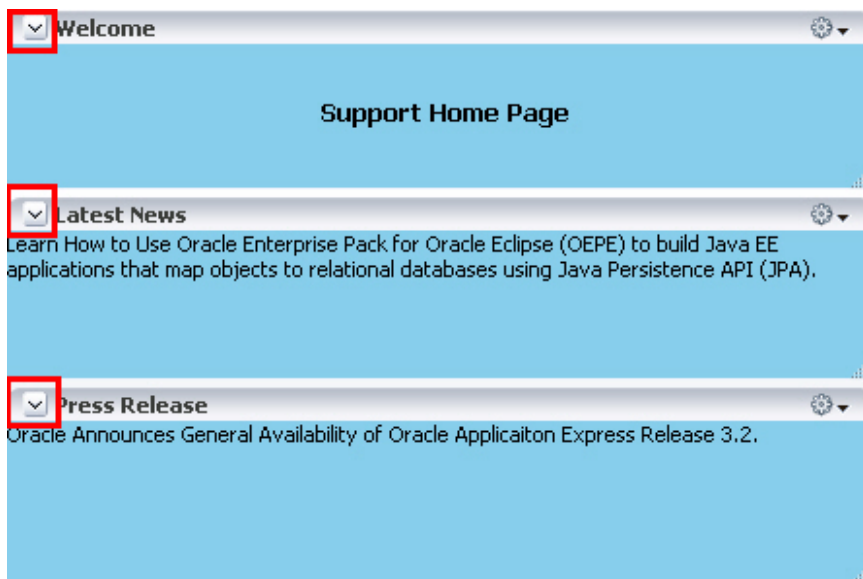 Welcome
Support Home Page
Latest News
Learn How to Use Oracle Enterprise Pack for Oracle Eclipse (OEPE) to build Java EE
applications that map objects to relational databases using Java Persistence API (JPA).
Press Release
Oracle Announces General Availability of Oracle Applicaiton Express Release 3.2.